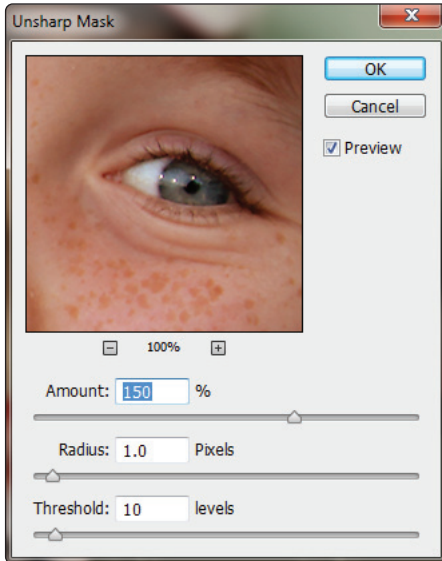 Unsharp Mask
OK
Cancel
Preview
100%
Amount: 150 %
Radius: 1.0 Pixels
Threshold: 10 levels